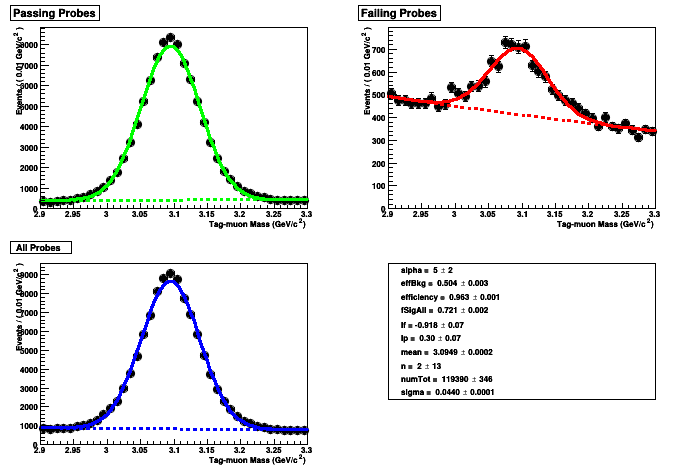 Passing Probes
Events / ( 0.01 GeV/c² )
8000
7000
6000
5000
4000
3000
2000
1000
0
2.9 2.95 3 3.05 3.1 3.15 3.2 3.25 3.3
Tag-muon Mass (GeV/c²)
Failing Probes
Events / ( 0.01 GeV/c² )
700
600
500
400
300
200
100
0
2.9 2.95 3 3.05 3.1 3.15 3.2 3.25 3.3
Tag-muon Mass (GeV/c²)
All Probes
Events / ( 0.01 GeV/c² )
9000
8000
7000
6000
5000
4000
3000
2000
1000
0
2.9 2.95 3 3.05 3.1 3.15 3.2 3.25 3.3
Tag-muon Mass (GeV/c²)
alpha = 5 ± 2
effBkg = 0.504 ± 0.003
efficiency = 0.963 ± 0.001
fSigAll = 0.721 ± 0.002
lf = -0.918 ± 0.07
lp = 0.30 ± 0.07
mean = 3.0949 ± 0.0002
n = 2 ± 13
numTot = 119390 ± 346
sigma = 0.0440 ± 0.0001